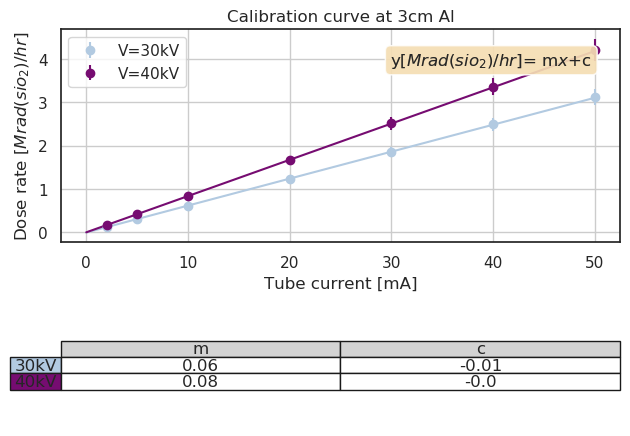 Calibration curve at 3cm Al
V=30kV
V=40kV
y[Mrad(sio₂)/hr]= mx+c
Dose rate [Mrad(sio₂)/hr]
4
3
2
1
0
0 10 20 30 40 50
Tube current [mA]
m c
30kV 0.06 -0.01
40kV 0.08 -0.0